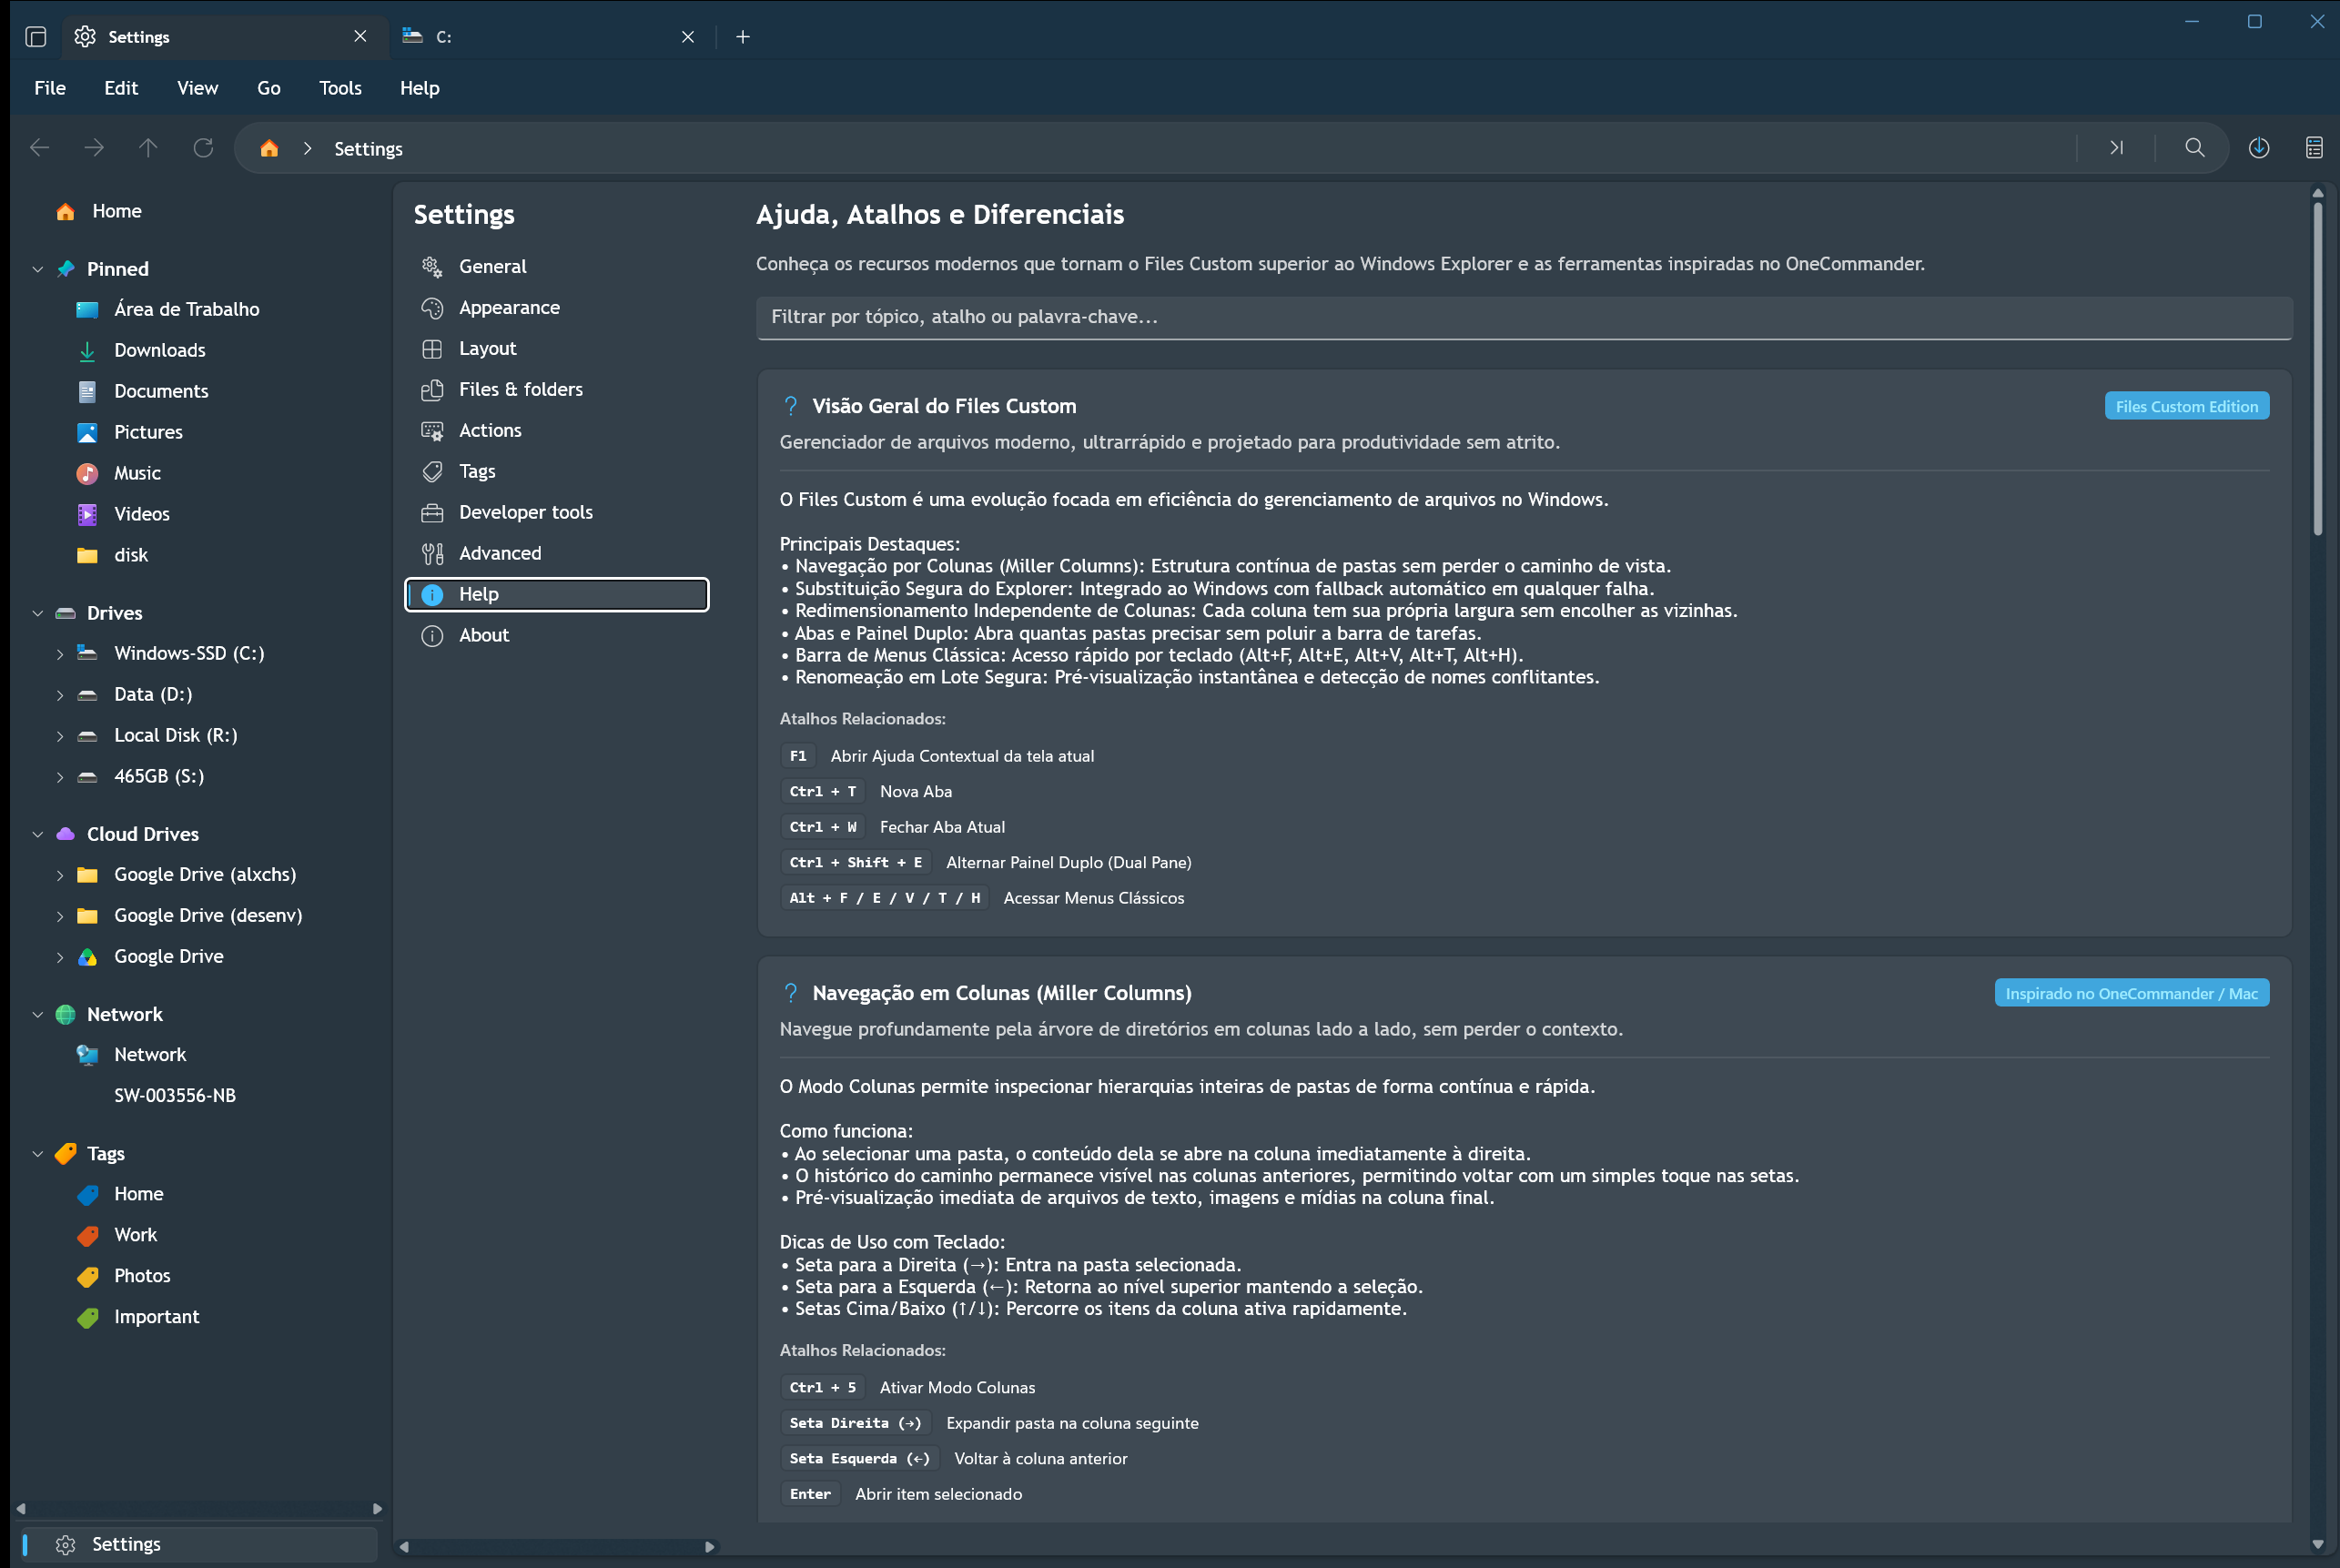 Settings
C:
File Edit View Go Tools Help
Settings
Home
Pinned
Área de Trabalho
Downloads
Documents
Pictures
Music
Videos
disk
Drives
Windows-SSD (C:)
Data (D:)
Local Disk (R:)
465GB (S:)
Cloud Drives
Google Drive (alxchs)
Google Drive (desenv)
Google Drive
Network
Network
SW-003556-NB
Tags
Home
Work
Photos
Important
Settings
Settings
General
Appearance
Layout
Files & folders
Actions
Tags
Developer tools
Advanced
Help
About
Ajuda, Atalhos e Diferenciais
Conheça os recursos modernos que tornam o Files Custom superior ao Windows Explorer e as ferramentas inspiradas no OneCommander.
Filtrar por tópico, atalho ou palavra-chave...
? Visão Geral do Files Custom
Files Custom Edition
Gerenciador de arquivos moderno, ultrarrápido e projetado para produtividade sem atrito.
O Files Custom é uma evolução focada em eficiência do gerenciamento de arquivos no Windows.
Principais Destaques:
• Navegação por Colunas (Miller Columns): Estrutura contínua de pastas sem perder o caminho de vista.
• Substituição Segura do Explorer: Integrado ao Windows com fallback automático em qualquer falha.
• Redimensionamento Independente de Colunas: Cada coluna tem sua própria largura sem encolher as vizinhas.
• Abas e Painel Duplo: Abra quantas pastas precisar sem poluir a barra de tarefas.
• Barra de Menus Clássica: Acesso rápido por teclado (Alt+F, Alt+E, Alt+V, Alt+T, Alt+H).
• Renomeação em Lote Segura: Pré-visualização instantânea e detecção de nomes conflitantes.
Atalhos Relacionados:
F1 Abrir Ajuda Contextual da tela atual
Ctrl + T Nova Aba
Ctrl + W Fechar Aba Atual
Ctrl + Shift + E Alternar Painel Duplo (Dual Pane)
Alt + F / E / V / T / H Acessar Menus Clássicos
? Navegação em Colunas (Miller Columns)
Inspirado no OneCommander / Mac
Navegue profundamente pela árvore de diretórios em colunas lado a lado, sem perder o contexto.
O Modo Colunas permite inspecionar hierarquias inteiras de pastas de forma contínua e rápida.
Como funciona:
• Ao selecionar uma pasta, o conteúdo dela se abre na coluna imediatamente à direita.
• O histórico do caminho permanece visível nas colunas anteriores, permitindo voltar com um simples toque nas setas.
• Pré-visualização imediata de arquivos de texto, imagens e mídias na coluna final.
Dicas de Uso com Teclado:
• Seta para a Direita (→): Entra na pasta selecionada.
• Seta para a Esquerda (←): Retorna ao nível superior mantendo a seleção.
• Setas Cima/Baixo (↑/↓): Percorre os itens da coluna ativa rapidamente.
Atalhos Relacionados:
Ctrl + 5 Ativar Modo Colunas
Seta Direita (→) Expandir pasta na coluna seguinte
Seta Esquerda (←) Voltar à coluna anterior
Enter Abrir item selecionado